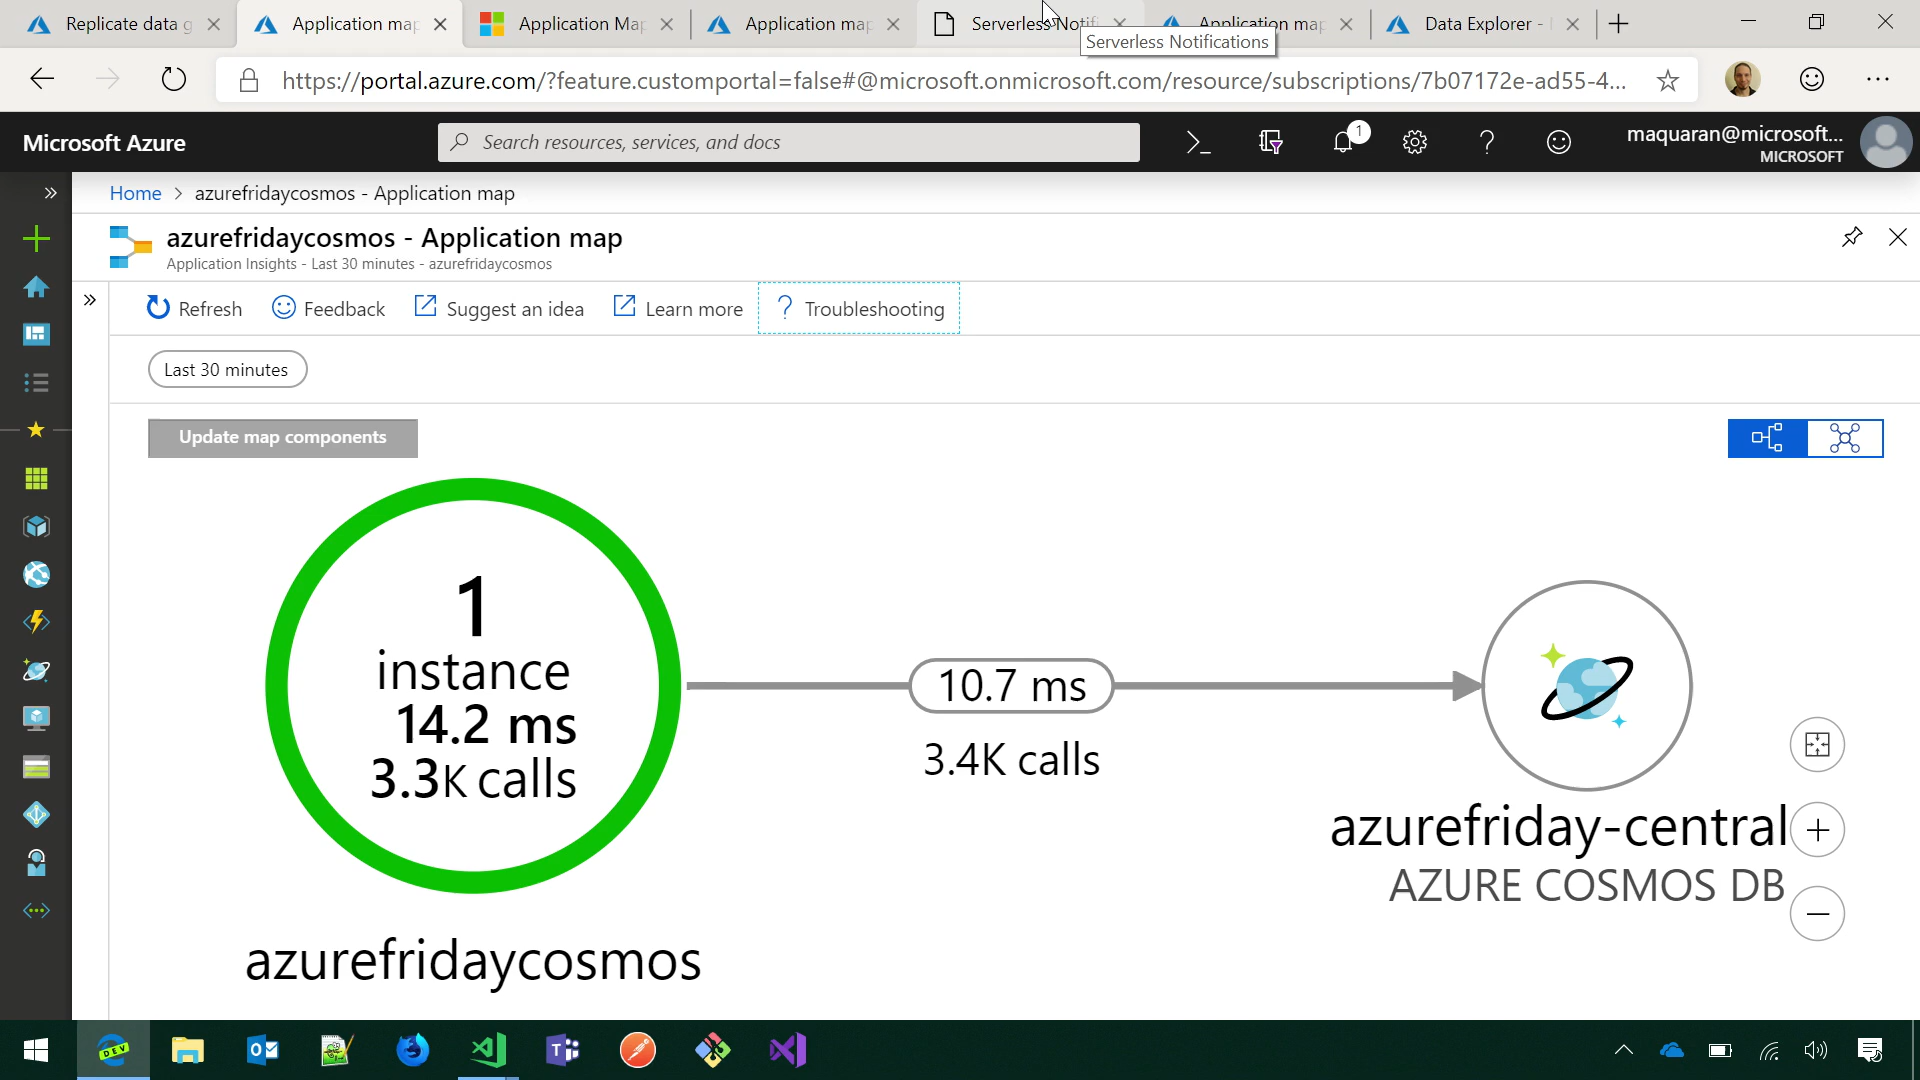 Replicate data g
Application map
Application Ma
Application map
Serverless Notifi
Application map
Data Explorer -
Serverless Notifications
https://portal.azure.com/?feature.customportal=false#@microsoft.onmicrosoft.com/resource/subscriptions/7b07172e-ad55-4...
Microsoft Azure
Search resources, services, and docs
1
maquaran@microsoft...
MICROSOFT
Home > azurefridaycosmos - Application map
azurefridaycosmos - Application map
Application Insights - Last 30 minutes - azurefridaycosmos
Refresh
Feedback
Suggest an idea
Learn more
Troubleshooting
Last 30 minutes
Update map components
1
instance
14.2 ms
3.3K calls
10.7 ms
3.4K calls
azurefriday-central
AZURE COSMOS DB
azurefridaycosmos
DEV